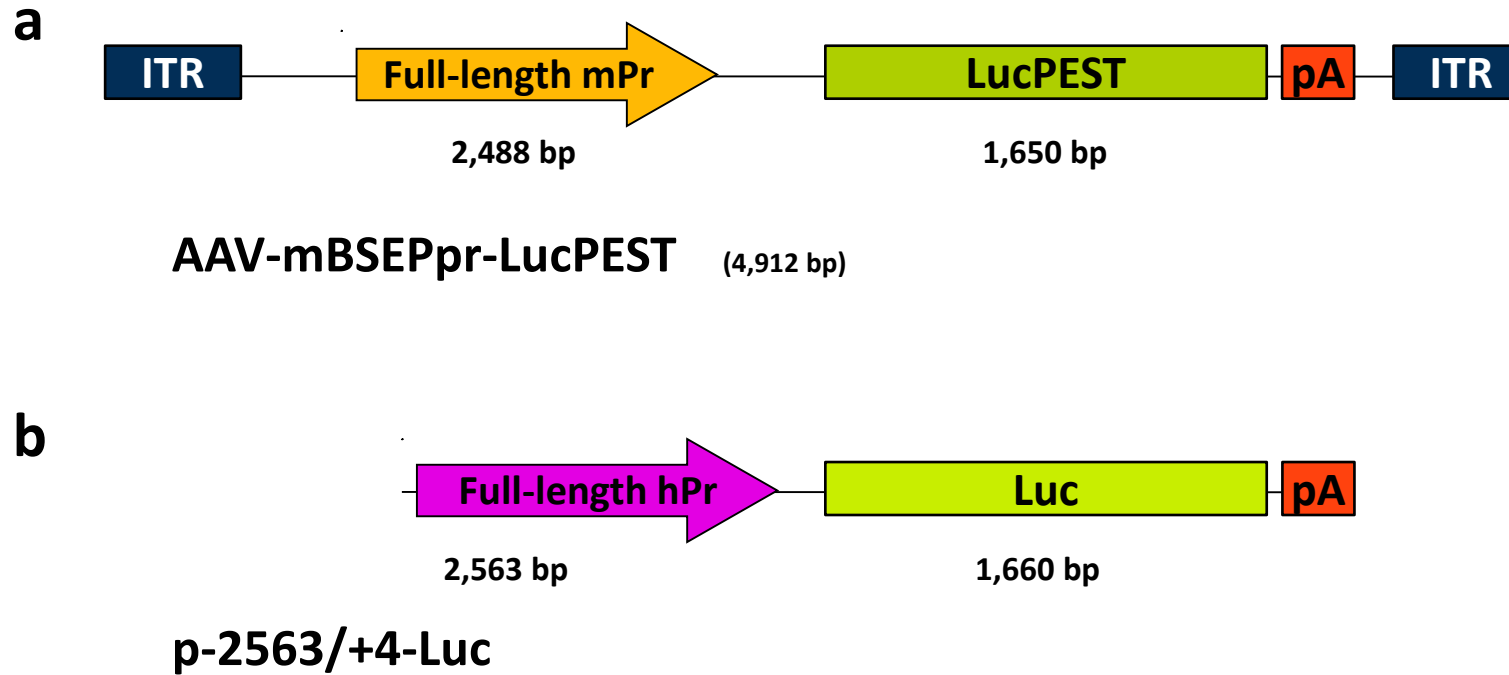 a
ITR Full-length mPr LucPEST pA ITR
2,488 bp 1,650 bp
AAV-mBSEPpr-LucPEST (4,912 bp)
b
Full-length hPr Luc pA
2,563 bp 1,660 bp
p-2563/+4-Luc